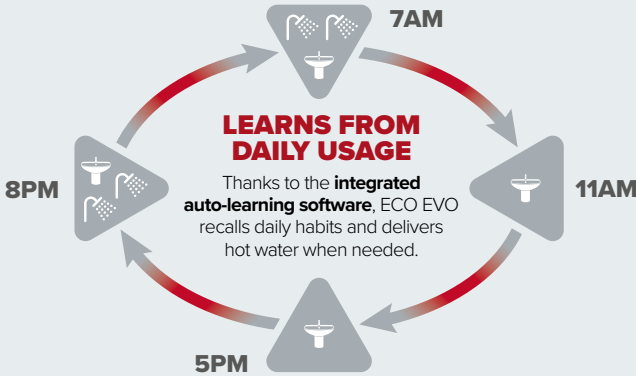 7AM
LEARNS FROM
DAILY USAGE
Thanks to the integrated
auto-learning software, ECO EVO
recalls daily habits and delivers
hot water when needed.
8PM
11AM
5PM